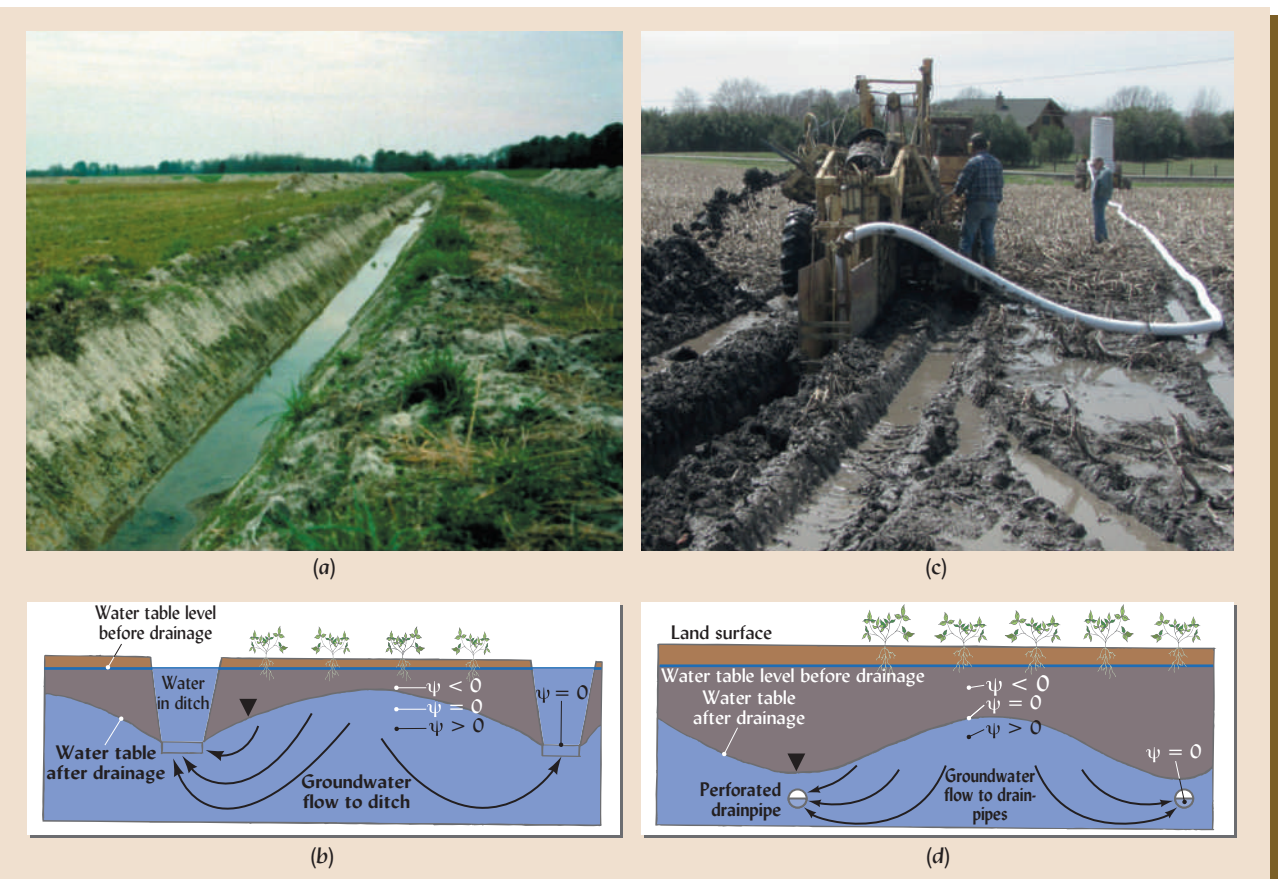 (a)
(c)
Water table level
before drainage
Water
in ditch
ψ < 0
ψ = 0
ψ > 0
ψ = 0
Water table
after drainage
Groundwater
flow to ditch
(b)
Land surface
Water table level before drainage
Water table
after drainage
ψ < 0
ψ = 0
ψ > 0
ψ = 0
Perforated
drainpipe
Groundwater
flow to drain-
pipes
(d)